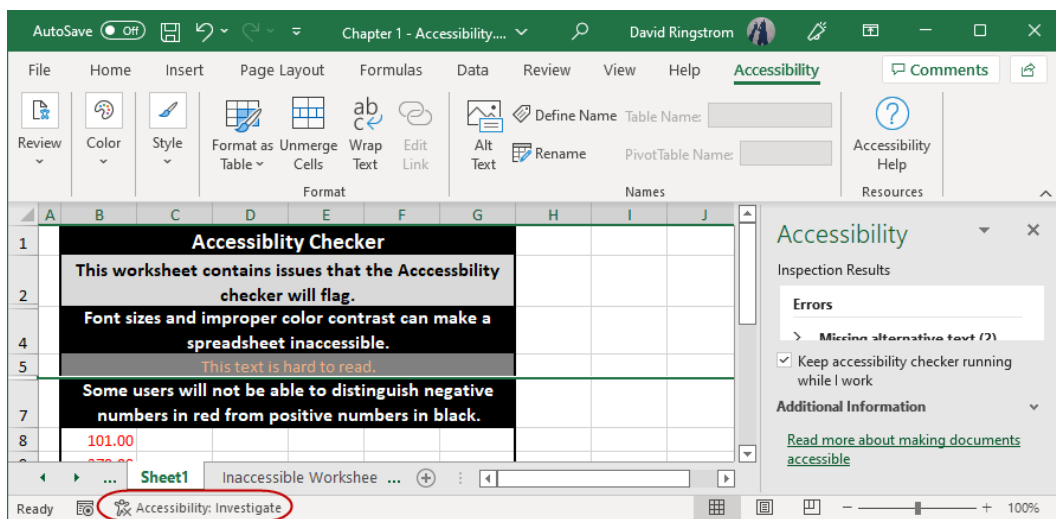 AutoSave Off Chapter 1 - Accessibility.... David Ringstrom
File Home Insert Page Layout Formulas Data Review View Help Accessibility Comments
Review
Color
Style
Format as Table
Unmerge Cells
Wrap Text
Edit Link
Format
Alt Text
Define Name
Rename
Table Name:
PivotTable Name:
Names
Accessibility Help
Resources
A B C D E F G H I J
1 Accessiblity Checker
This worksheet contains issues that the Acccessbility
2 checker will flag.
Font sizes and improper color contrast can make a
4 spreadsheet inaccessible.
5 This text is hard to read.
Some users will not be able to distinguish negative
7 numbers in red from positive numbers in black.
8 101.00
Accessibility
Inspection Results
Errors
Missing alternative text (2)
Keep accessibility checker running
while I work
Additional Information
Read more about making documents
accessible
... Sheet1 Inaccessible Workshee ...
Ready Accessibility: Investigate 100%